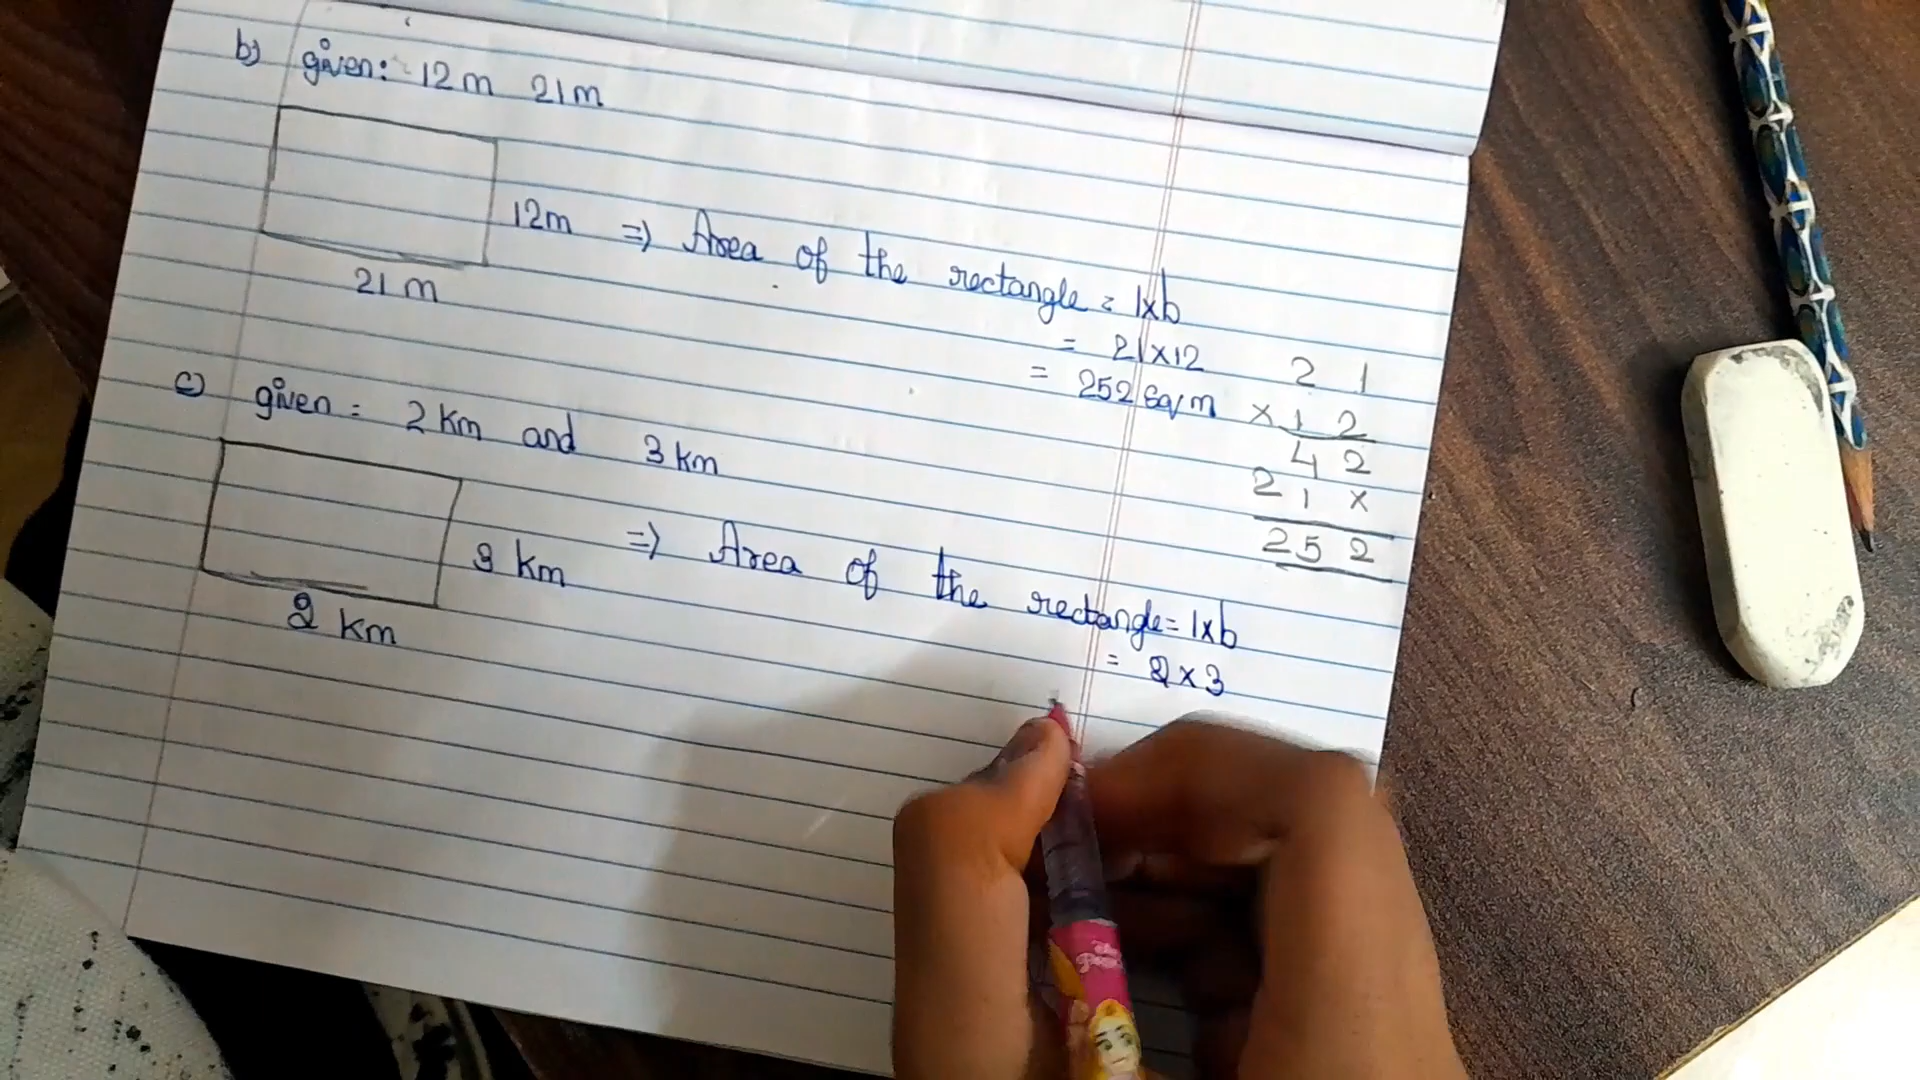 b) given: 12m 21m
12m ⇒ Area of the rectangle = l×b
21 m
= 21×12
= 252 Sq m
2 1
× 1 2
4 2
2 1 ×
2 5 2
c) given = 2 km and 3 km
3 km ⇒ Area of the rectangle = l×b
2 km
= 2 × 3